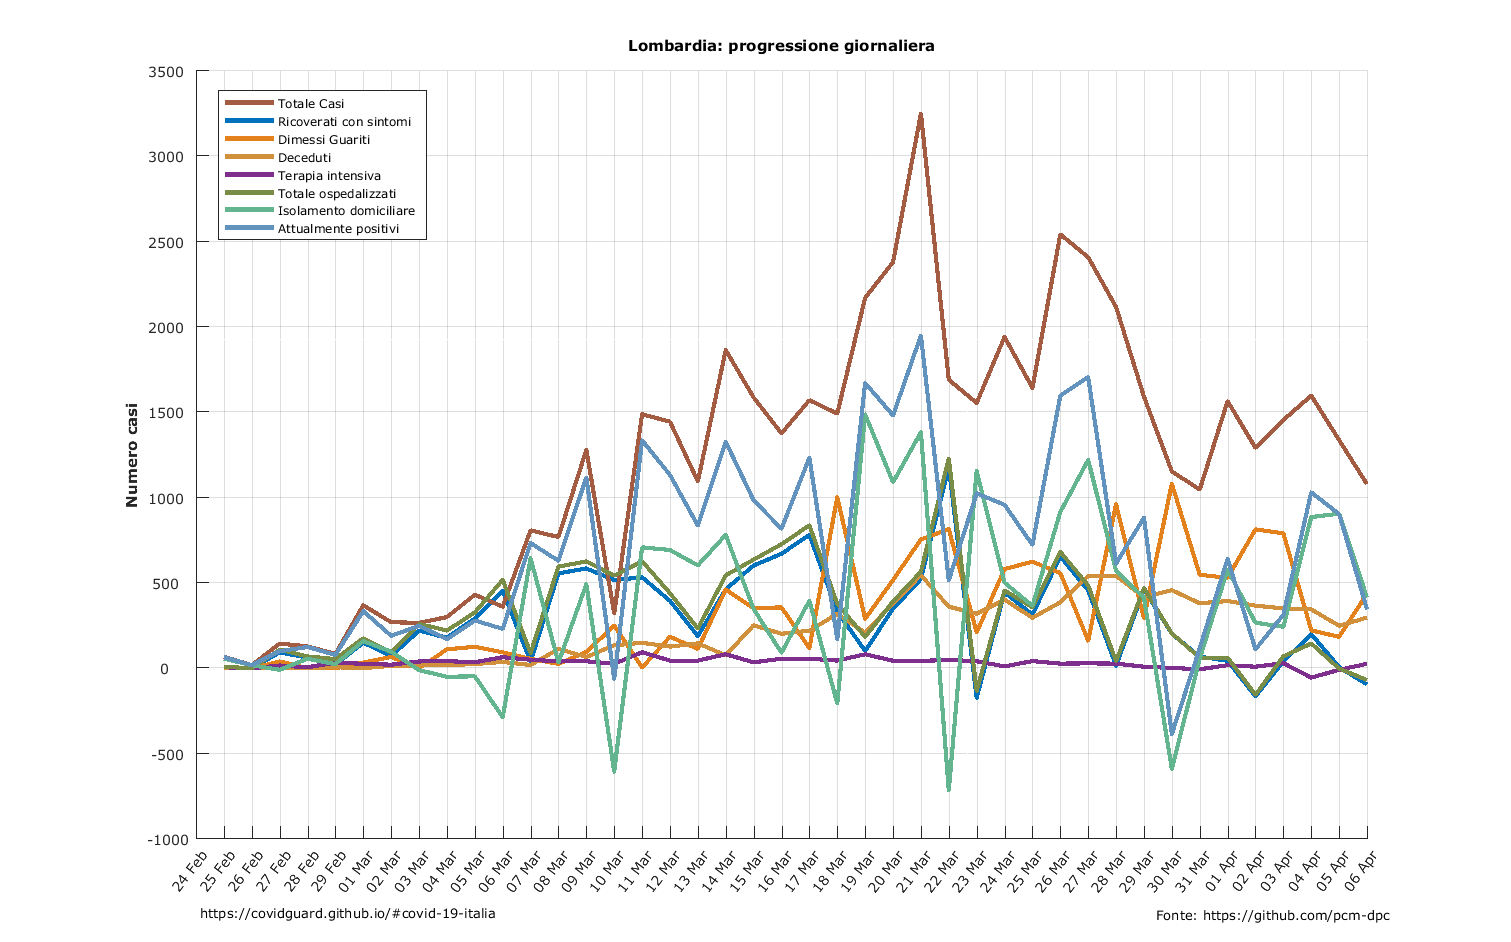 Lombardia: progressione giornaliera
3500
3000
2500
2000
1500
1000
500
0
-500
-1000
Numero casi
Totale Casi
Ricoverati con sintomi
Dimessi Guariti
Deceduti
Terapia intensiva
Totale ospedalizzati
Isolamento domiciliare
Attualmente positivi
24 Feb
25 Feb
26 Feb
27 Feb
28 Feb
29 Feb
01 Mar
02 Mar
03 Mar
04 Mar
05 Mar
06 Mar
07 Mar
08 Mar
09 Mar
10 Mar
11 Mar
12 Mar
13 Mar
14 Mar
15 Mar
16 Mar
17 Mar
18 Mar
19 Mar
20 Mar
21 Mar
22 Mar
23 Mar
24 Mar
25 Mar
26 Mar
27 Mar
28 Mar
29 Mar
30 Mar
31 Mar
01 Apr
02 Apr
03 Apr
04 Apr
05 Apr
06 Apr
https://covidguard.github.io/#covid-19-italia
Fonte: https://github.com/pcm-dpc